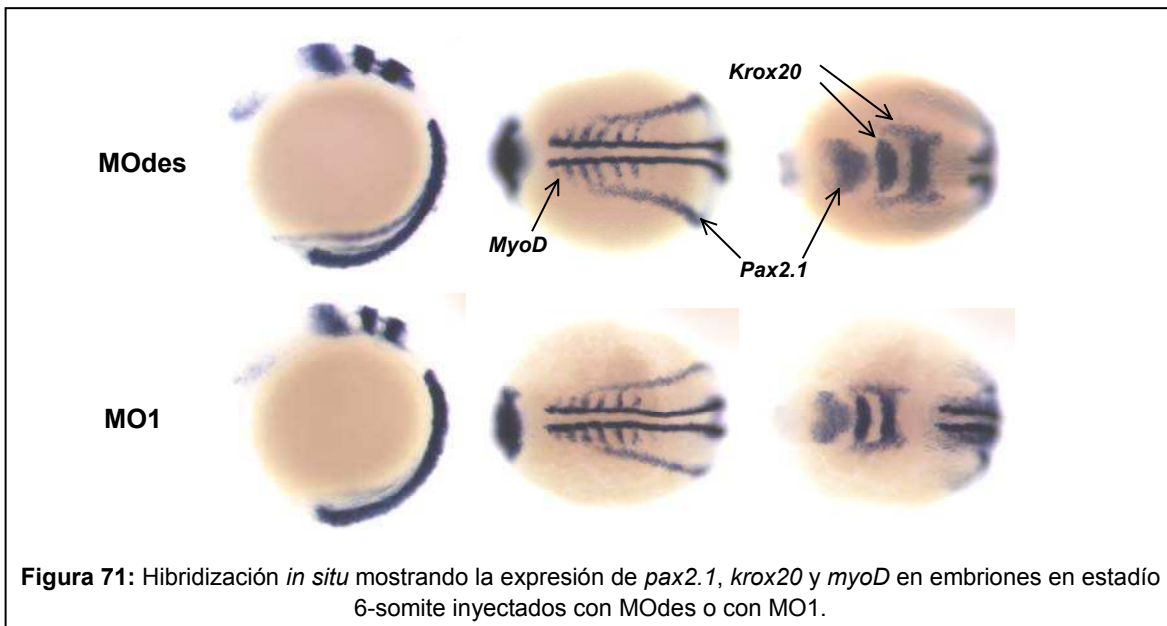 Krox20
MOdes
MyoD
Pax2.1
MO1
Figura 71: Hibridización in situ mostrando la expresión de pax2.1, krox20 y myoD en embriones en estadío
6-somite inyectados con MOdes o con MO1.